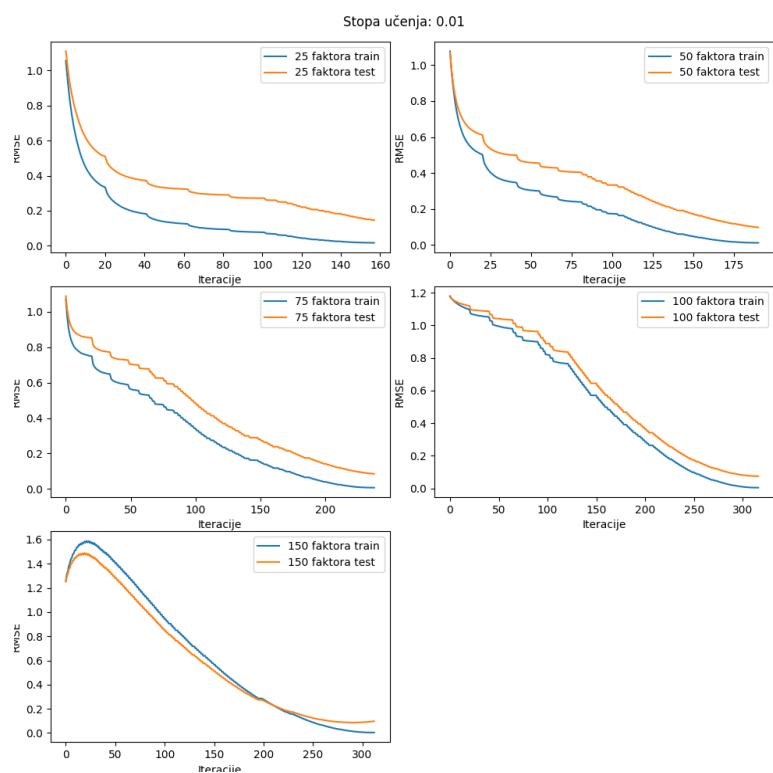 Stopa učenja: 0.01
25 faktora train
25 faktora test
RMSE
1.0
0.8
0.6
0.4
0.2
0.0
0 20 40 60 80 100 120 140 160
Iteracije
50 faktora train
50 faktora test
RMSE
1.0
0.8
0.6
0.4
0.2
0.0
0 25 50 75 100 125 150 175
Iteracije
75 faktora train
75 faktora test
RMSE
1.0
0.8
0.6
0.4
0.2
0.0
0 50 100 150 200
Iteracije
100 faktora train
100 faktora test
RMSE
1.2
1.0
0.8
0.6
0.4
0.2
0.0
0 50 100 150 200 250 300
Iteracije
150 faktora train
150 faktora test
RMSE
1.6
1.4
1.2
1.0
0.8
0.6
0.4
0.2
0.0
0 50 100 150 200 250 300
Iteracije